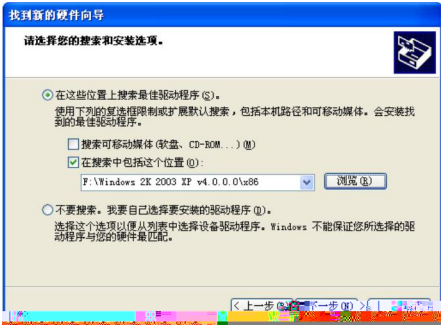 找到新的硬件向导
请选择您的搜索和安装选项。
在这些位置上搜索最佳驱动程序(S)。
使用下列的复选框限制或扩展默认搜索，包括本机路径和可移动媒体。会安装找
到的最佳驱动程序。
搜索可移动媒体(软盘、CD-ROM...)(M)
在搜索中包括这个位置(O):
F:\Windows 2K 2003 XP v4.0.0.0\x86
浏览(R)
不要搜索。我要自己选择要安装的驱动程序(D)。
选择这个选项以便从列表中选择设备驱动程序。Windows 不能保证您所选择的驱
动程序与您的硬件最匹配。
< 上一步(B) 下一步(N) >